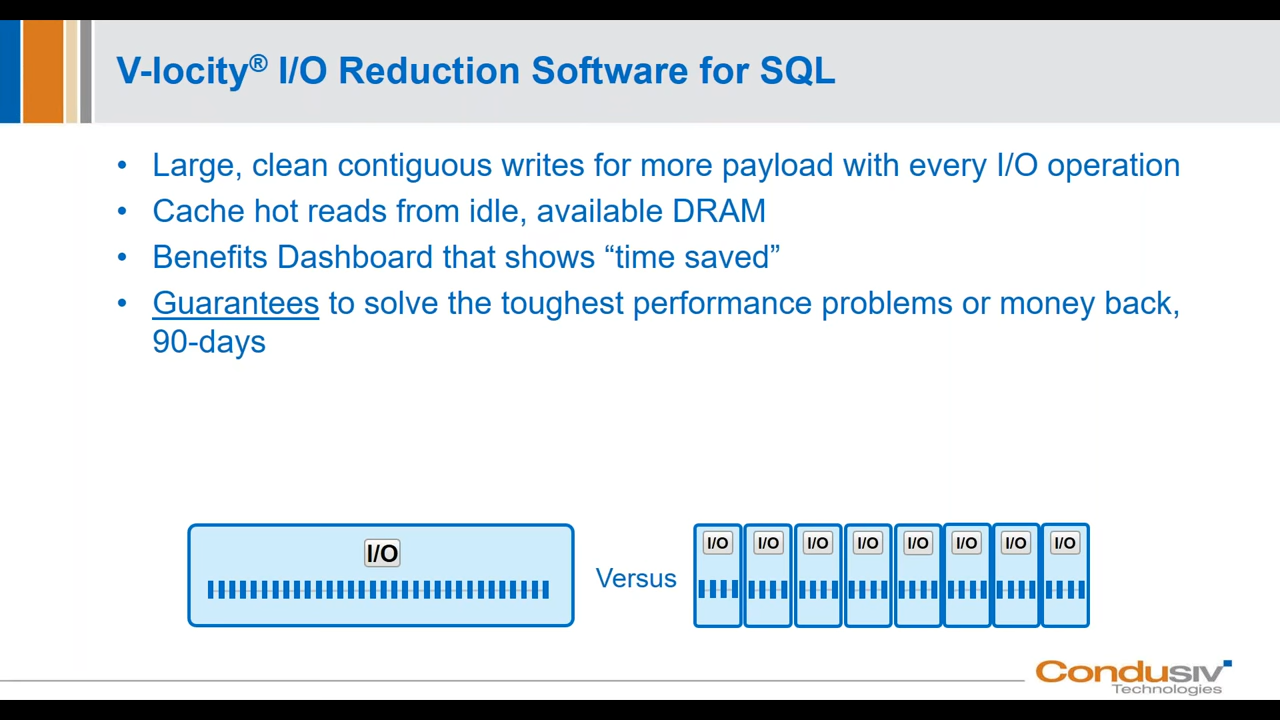 V-locity® I/O Reduction Software for SQL
• Large, clean contiguous writes for more payload with every I/O operation
• Cache hot reads from idle, available DRAM
• Benefits Dashboard that shows “time saved”
• Guarantees to solve the toughest performance problems or money back,
90-days
I/O
Versus
I/O I/O I/O I/O I/O I/O I/O I/O
Condusiv
Technologies